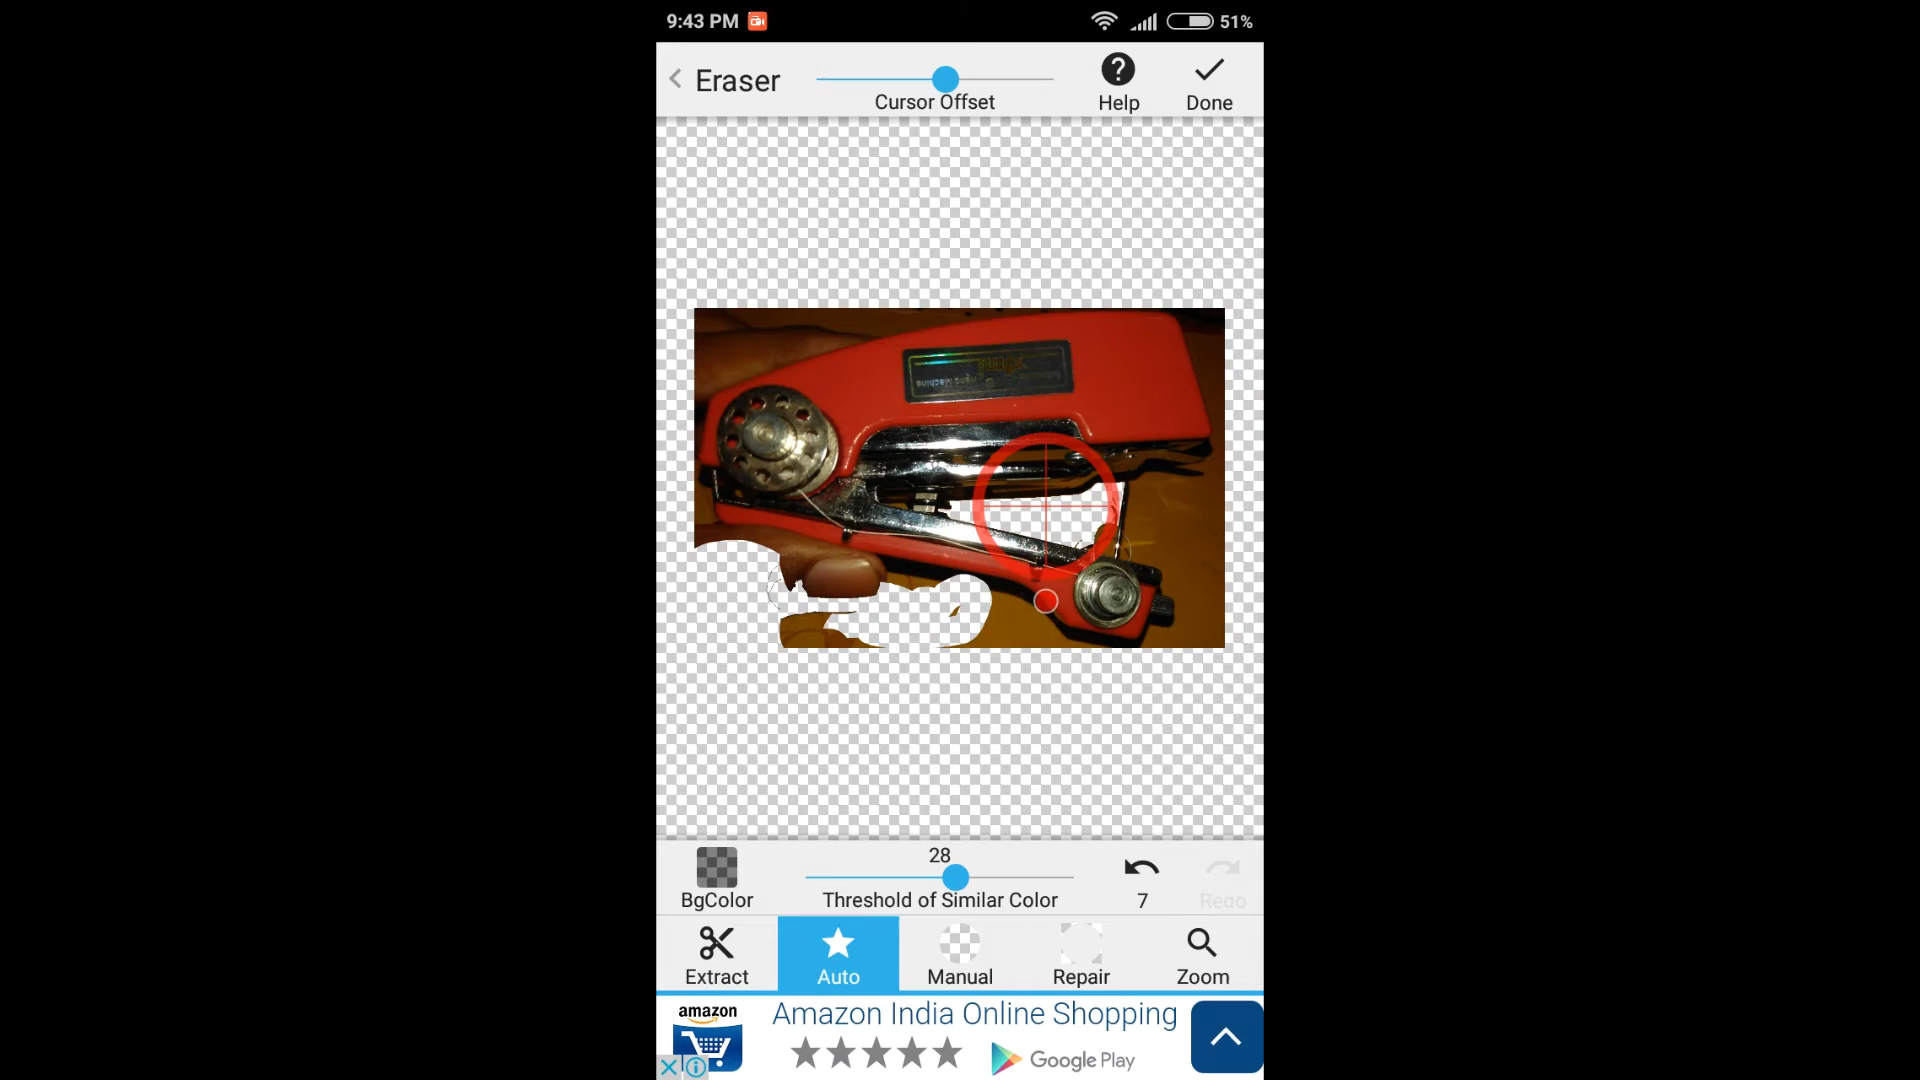 9:43 PM
51%
Eraser
Cursor Offset
Help
Done
28
BgColor
Threshold of Similar Color
7
Redo
Extract
Auto
Manual
Repair
Zoom
amazon
Amazon India Online Shopping
Google Play